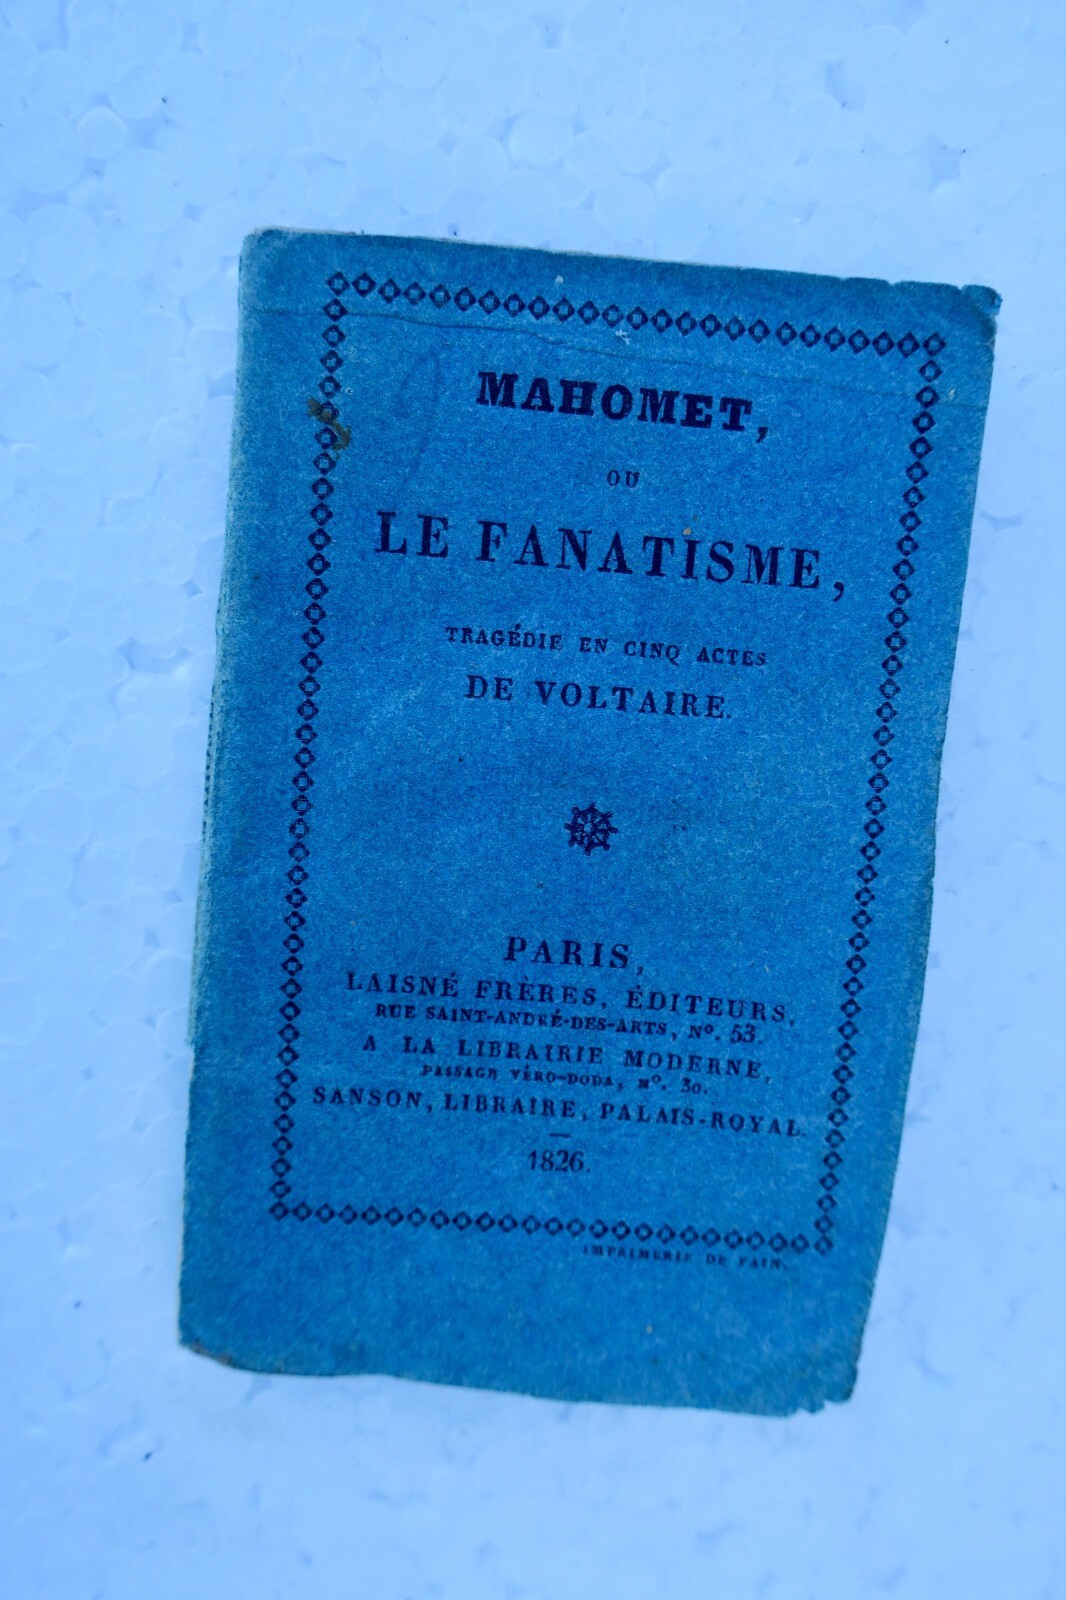 MAHOMET,
OU
LE FANATISME,
TRAGÉDIE EN CINQ ACTES
DE VOLTAIRE.
PARIS,
LAISNÉ FRÈRES, ÉDITEURS,
RUE SAINT-ANDRÉ-DES-ARTS, N°. 53.
A LA LIBRAIRIE MODERNE,
PASSAGE VÉRO-DODA, N°. 30.
SANSON, LIBRAIRE, PALAIS-ROYAL.
1826.
IMPRIMERIE DE FAIN.